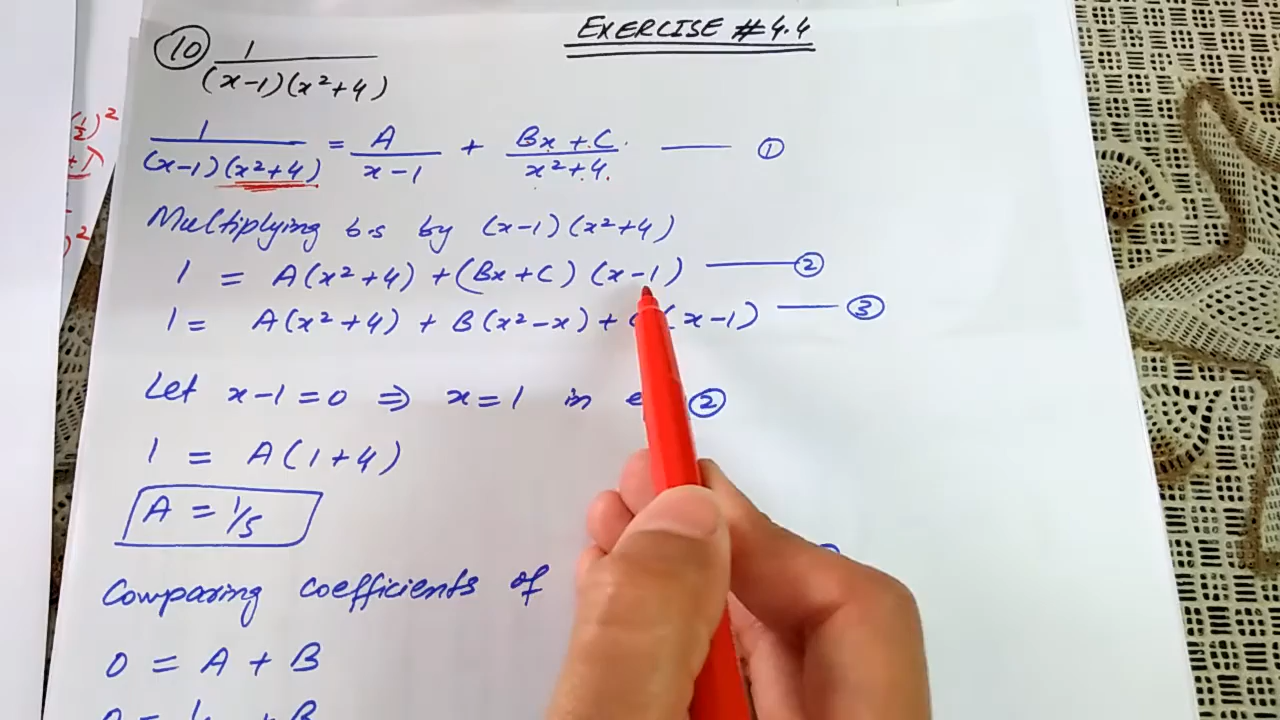 EXERCISE #4.4
⑩ 1/((x-1)(x²+4))
1/((x-1)(x²+4)) = A/(x-1) + (Bx+C)/(x²+4) —— ①
Multiplying b.s by (x-1)(x²+4)
1 = A(x²+4) + (Bx+C)(x-1) —— ②
1 = A(x²+4) + B(x²-x) + (x-1) —— ③
Let x-1=0 ⇒ x=1 in ②
1 = A(1+4)
A = 1/5
Comparing coefficients of
0 = A + B